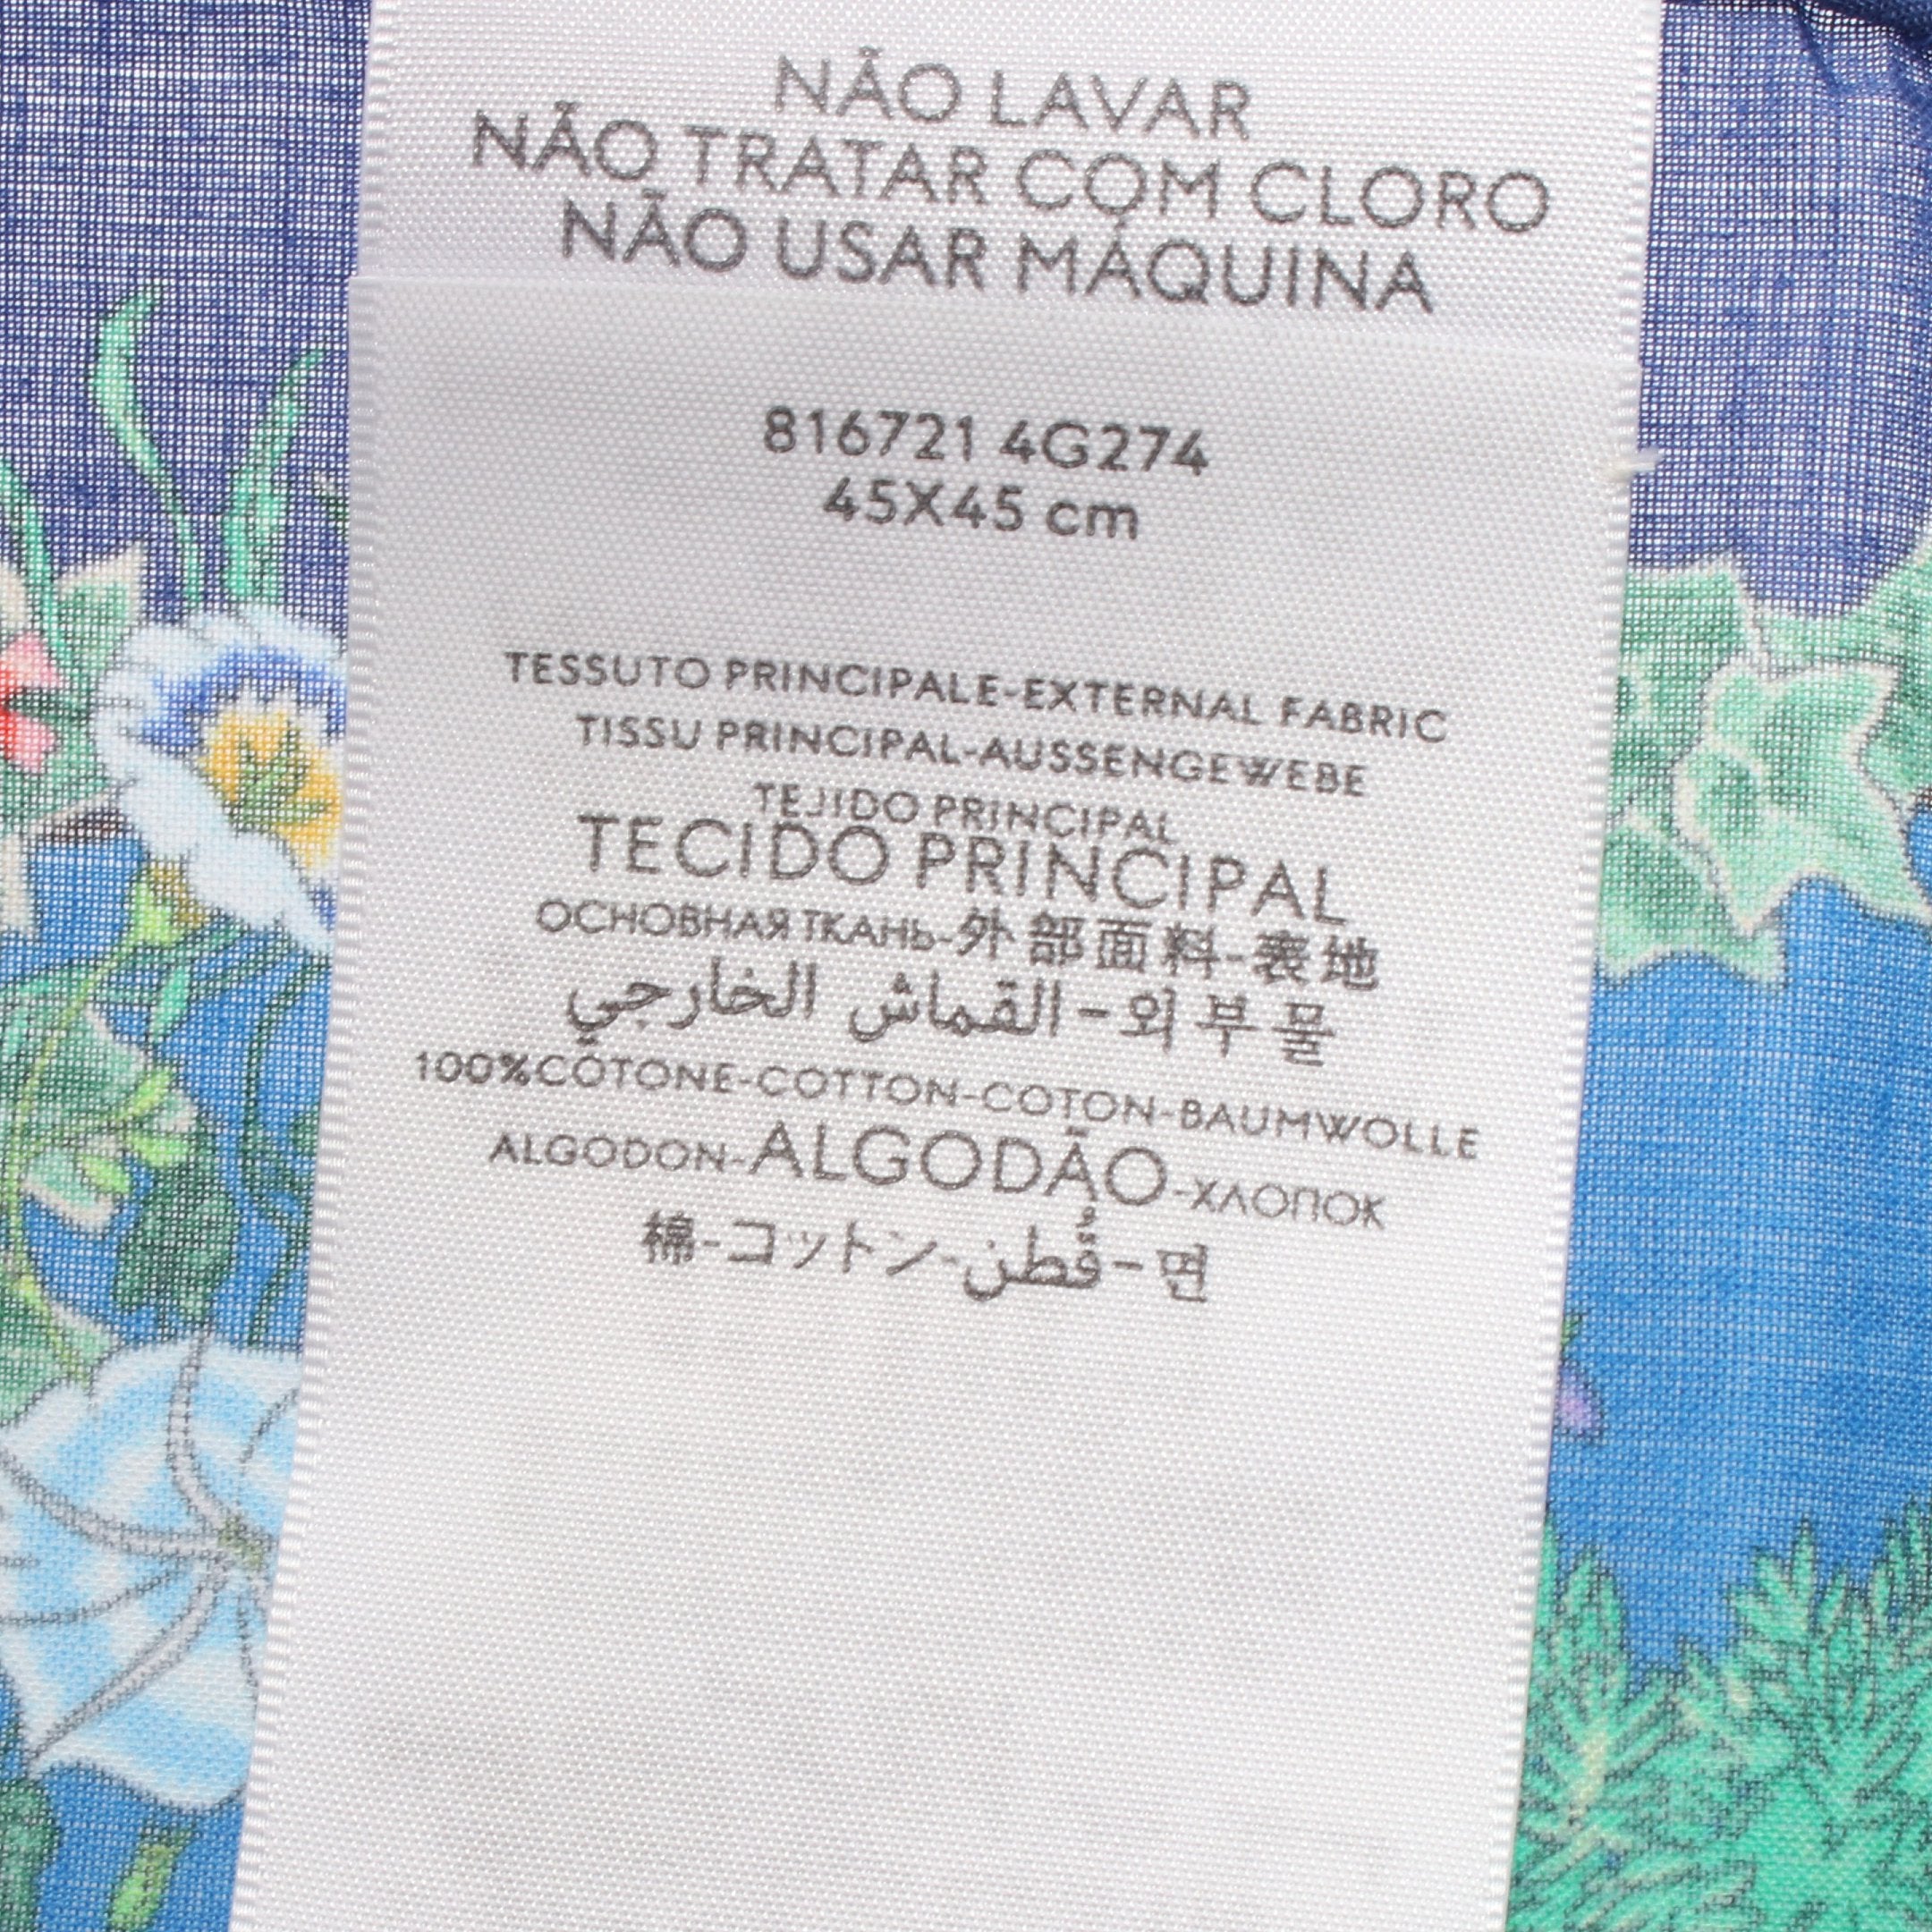 NÃO LAVAR
NÃO TRATAR COM CLORO
NÃO USAR MÁQUINA
816721 4G274
45X45 cm
TESSUTO PRINCIPALE-EXTERNAL FABRIC
TISSU PRINCIPAL-AUSSENGEWEBE
TEJIDO PRINCIPAL
TECIDO PRINCIPAL
ОСНОВНАЯ ТКАНЬ-外部面料-表地
القماش الخارجي-외부물
100%COTONE-COTTON-COTON-BAUMWOLLE
ALGODON-ALGODÃO-ХЛОПОК
棉-コットン-قُطن-면